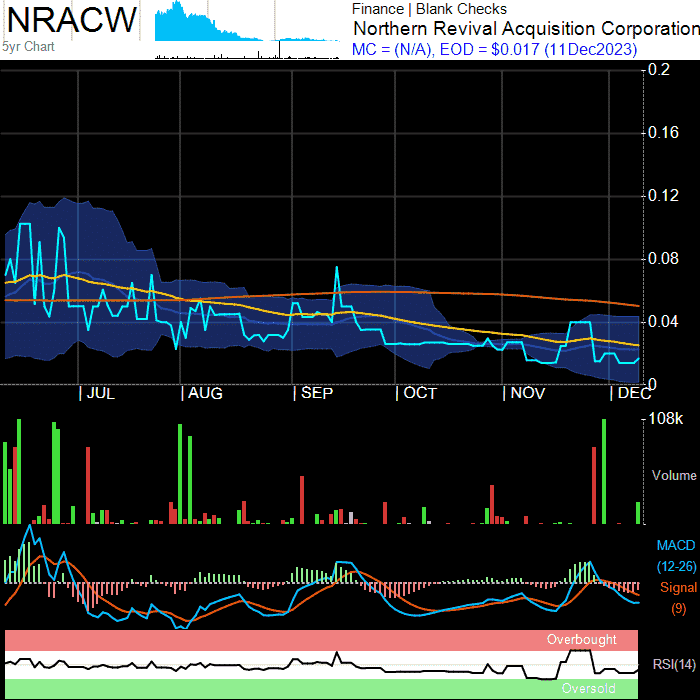 NRACW
5yr Chart
Finance | Blank Checks
Northern Revival Acquisition Corporation
MC = (N/A), EOD = $0.017 (11Dec2023)
0.2
0.16
0.12
0.08
0.04
0
| JUL
| AUG
| SEP
| OCT
| NOV
| DEC
108k
Volume
MACD
(12-26)
Signal
(9)
Overbought
RSI(14)
Oversold